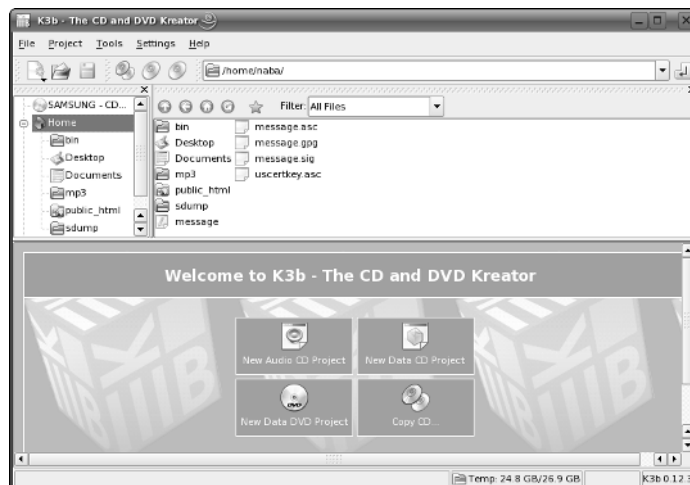 K3b - The CD and DVD Kreator
File Project Tools Settings Help
/home/naba/
SAMSUNG - CD...
Home
bin
Desktop
Documents
mp3
public_html
sdump
Filter: All Files
bin
Desktop
Documents
mp3
public_html
sdump
message
message.asc
message.gpg
message.sig
uscertkey.asc
Welcome to K3b - The CD and DVD Kreator
New Audio CD Project
New Data CD Project
New Data DVD Project
Copy CD...
Temp: 24.8 GB/26.9 GB
K3b 0.12.3